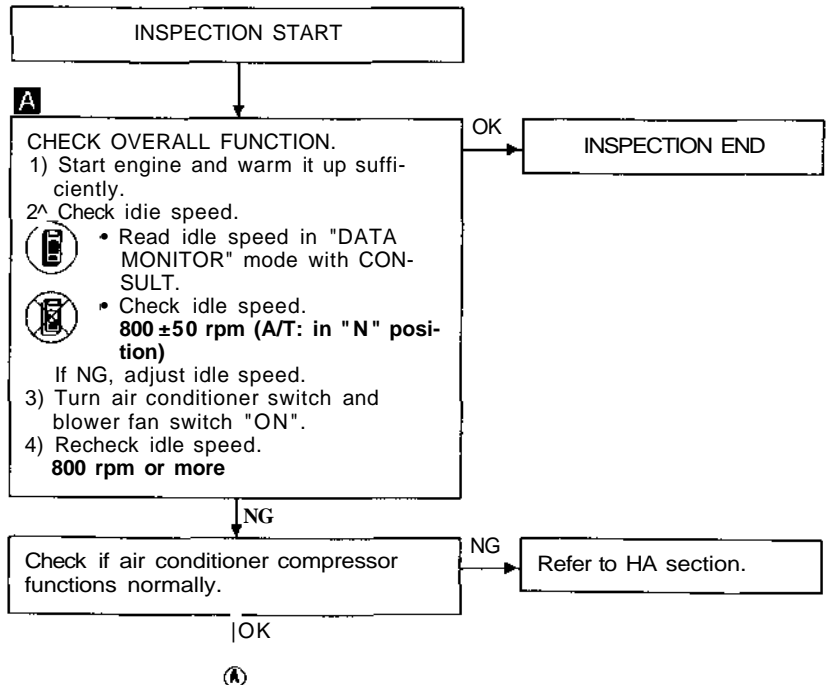 INSPECTION START
A
CHECK OVERALL FUNCTION.
1) Start engine and warm it up suffi-
ciently.
2^ Check idie speed.
• Read idle speed in "DATA
MONITOR" mode with CON-
SULT.
• Check idle speed.
800 ±50 rpm (A/T: in "N" posi-
tion)
If NG, adjust idle speed.
3) Turn air conditioner switch and
blower fan switch "ON".
4) Recheck idle speed.
800 rpm or more
OK
INSPECTION END
NG
Check if air conditioner compressor
functions normally.
NG
Refer to HA section.
|OK
A